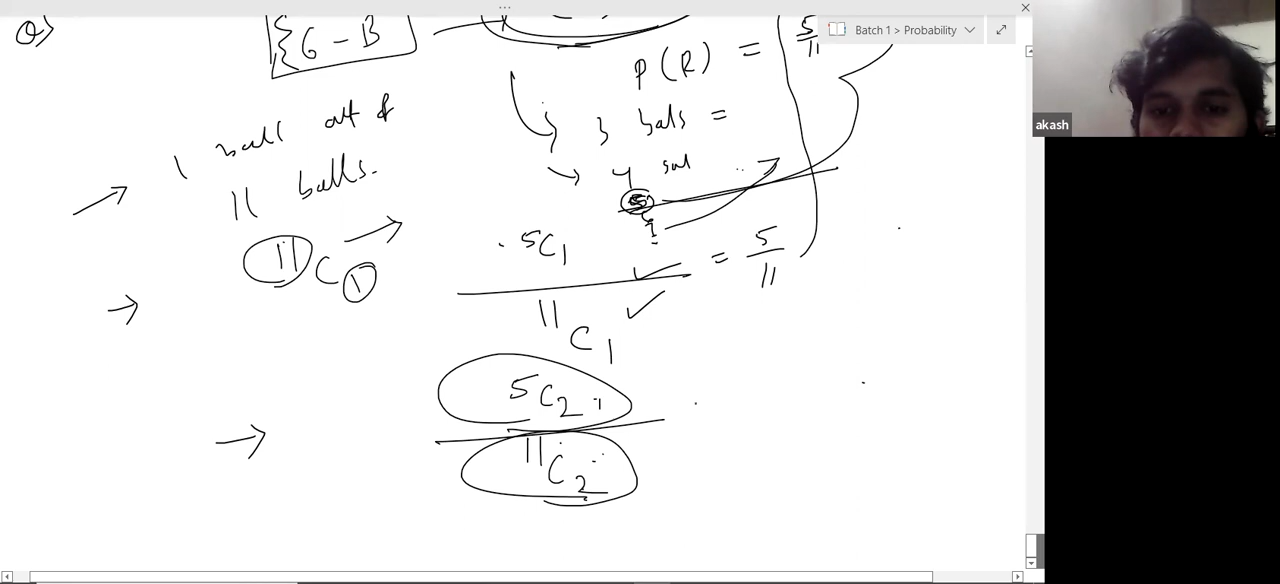 Batch 1 > Probability
Q)
{6 - B
P(R) = 5/11
3 balls =
1 ball out of
11 balls.
akash
11C1
5C1 / 11C1 = 5/11
5C2 / 11C2